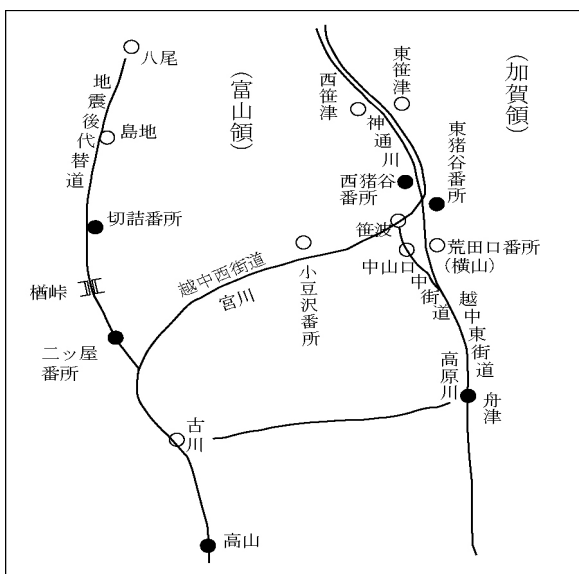 八尾
地震後代替道
島地
切詰番所
楢峠
二ッ屋
番所
古川
高山
(富山領)
越中西街道
宮川
小豆沢番所
西笹津
東笹津
神通川
(加賀領)
西猪谷
番所
東猪谷番所
笹波
中山口
中街道
荒田口番所
(横山)
越中東街道
高原川
舟津